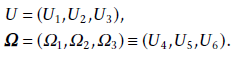 U = (U₁,U₂,U₃),
Ω = (Ω₁,Ω₂,Ω₃) ≡ (U₄,U₅,U₆).